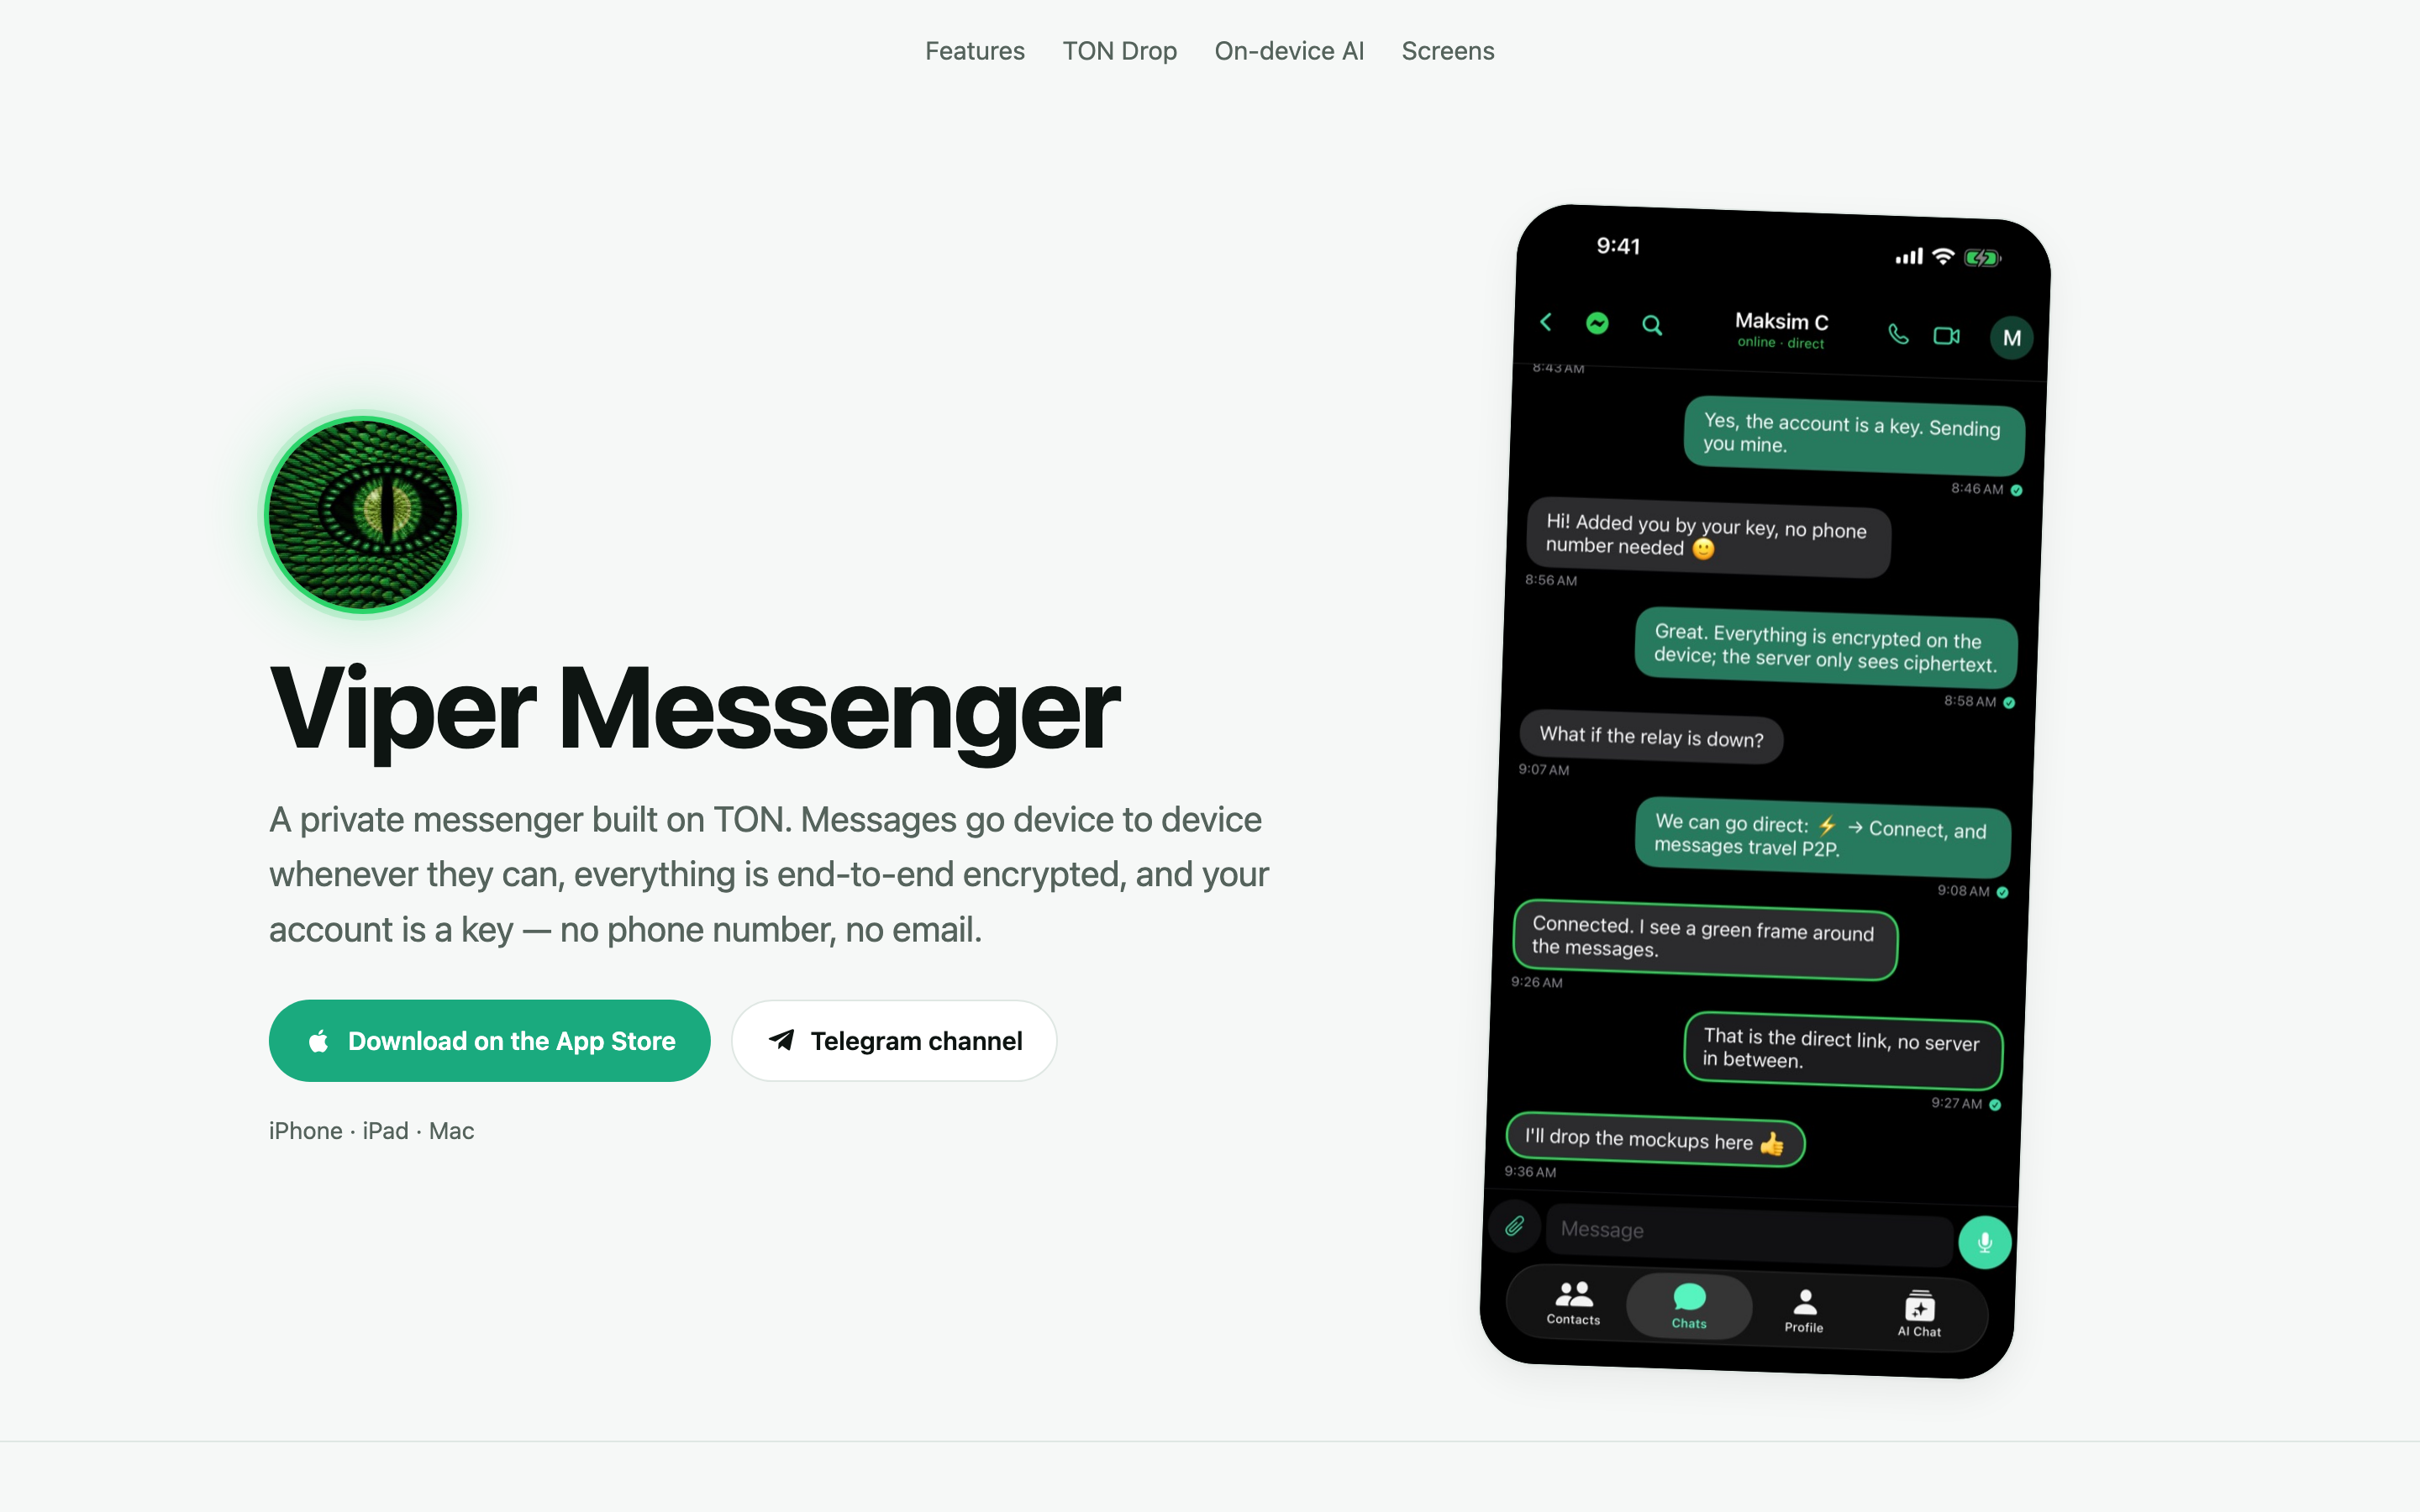 Features TON Drop On-device AI Screens
Viper Messenger
A private messenger built on TON. Messages go device to device
whenever they can, everything is end-to-end encrypted, and your
account is a key — no phone number, no email.
Download on the App Store
Telegram channel
iPhone · iPad · Mac
9:41
Maksim C
online · direct
M
8:43 AM
Yes, the account is a key. Sending
you mine.
8:46 AM
Hi! Added you by your key, no phone
number needed 🙂
8:56 AM
Great. Everything is encrypted on the
device; the server only sees ciphertext.
8:58 AM
What if the relay is down?
9:07 AM
We can go direct: ⚡ → Connect, and
messages travel P2P.
9:08 AM
Connected. I see a green frame around
the messages.
9:26 AM
That is the direct link, no server
in between.
9:27 AM
I'll drop the mockups here 👍
9:36 AM
Message
Contacts
Chats
Profile
AI Chat